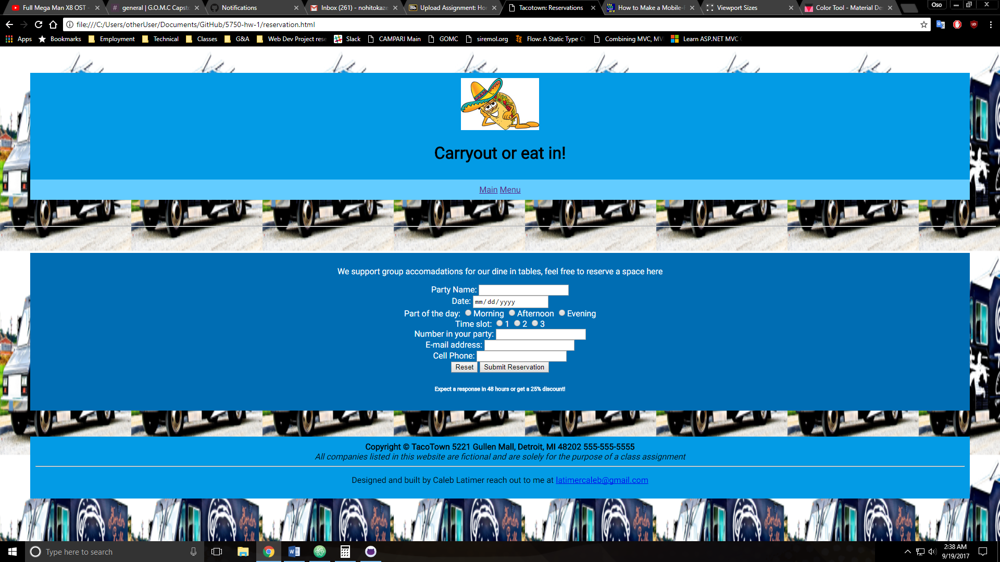 Full Mega Man X8 OST -
general | G.O.M.C Capst
Notifications
Inbox (261) - nohitokaze
Bb Upload Assignment: Ho
Tacotown: Reservations
How to Make a Mobile-
Viewport Sizes
Color Tool - Material De
Oso
file:///C:/Users/otherUser/Documents/GitHub/5750-hw-1/reservation.html
Apps Bookmarks Employment Technical Classes G&A Web Dev Project rese Slack CAMPARI Main GOMC siremol.org Flow: A Static Type C Combining MVC, MV Learn ASP.NET MVC
Carryout or eat in!
Main Menu
We support group accomadations for our dine in tables, feel free to reserve a space here
Party Name:
Date: mm/dd/yyyy
Part of the day: Morning Afternoon Evening
Time slot: 1 2 3
Number in your party:
E-mail address:
Cell Phone:
Reset Submit Reservation
Expect a response in 48 hours or get a 25% discount!
Copyright © TacoTown 5221 Gullen Mall, Detroit, MI 48202 555-555-5555
All companies listed in this website are fictional and are solely for the purpose of a class assignment
Designed and built by Caleb Latimer reach out to me at latimercaleb@gmail.com
Type here to search
2:38 AM
9/19/2017